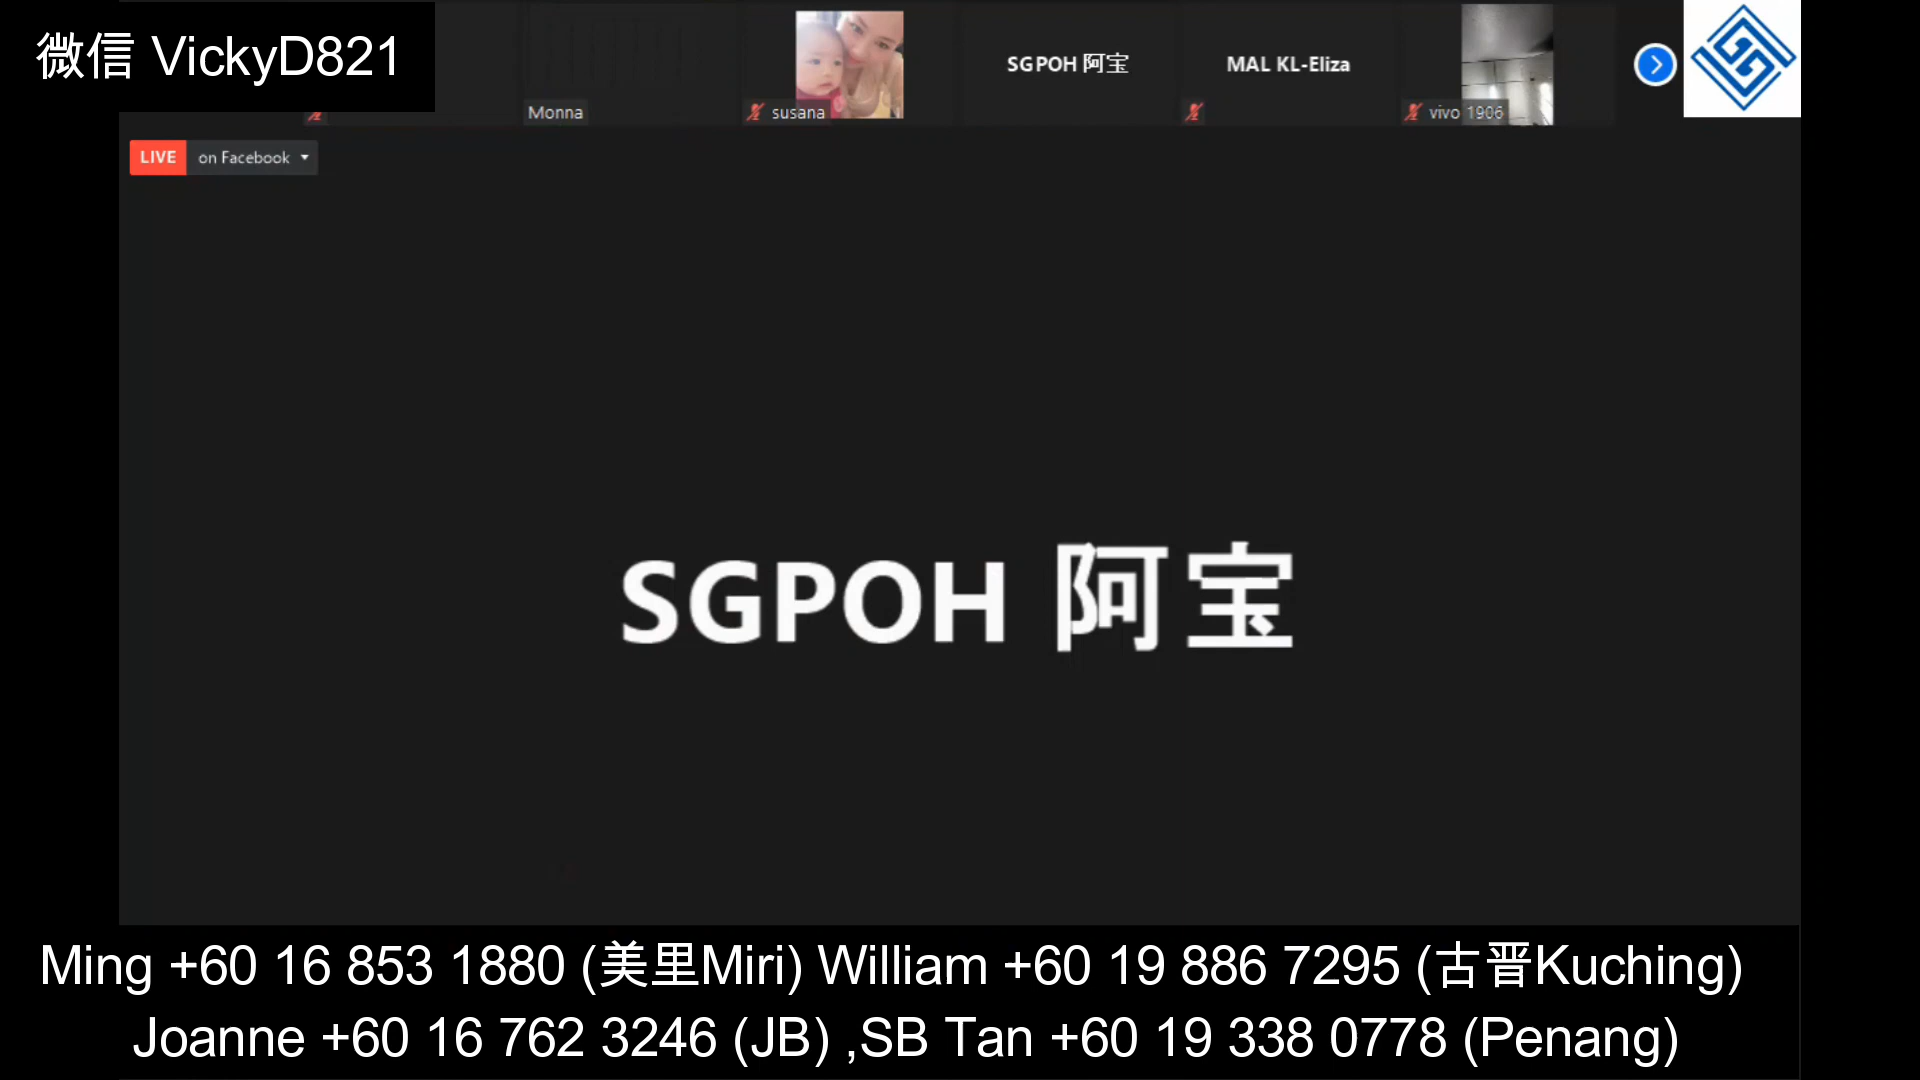 微信 VickyD821
Monna
susana
SGPOH 阿宝
MAL KL-Eliza
vivo 1906
LIVE on Facebook
SGPOH 阿宝
Ming +60 16 853 1880 (美里Miri) William +60 19 886 7295 (古晋Kuching)
Joanne +60 16 762 3246 (JB) ,SB Tan +60 19 338 0778 (Penang)